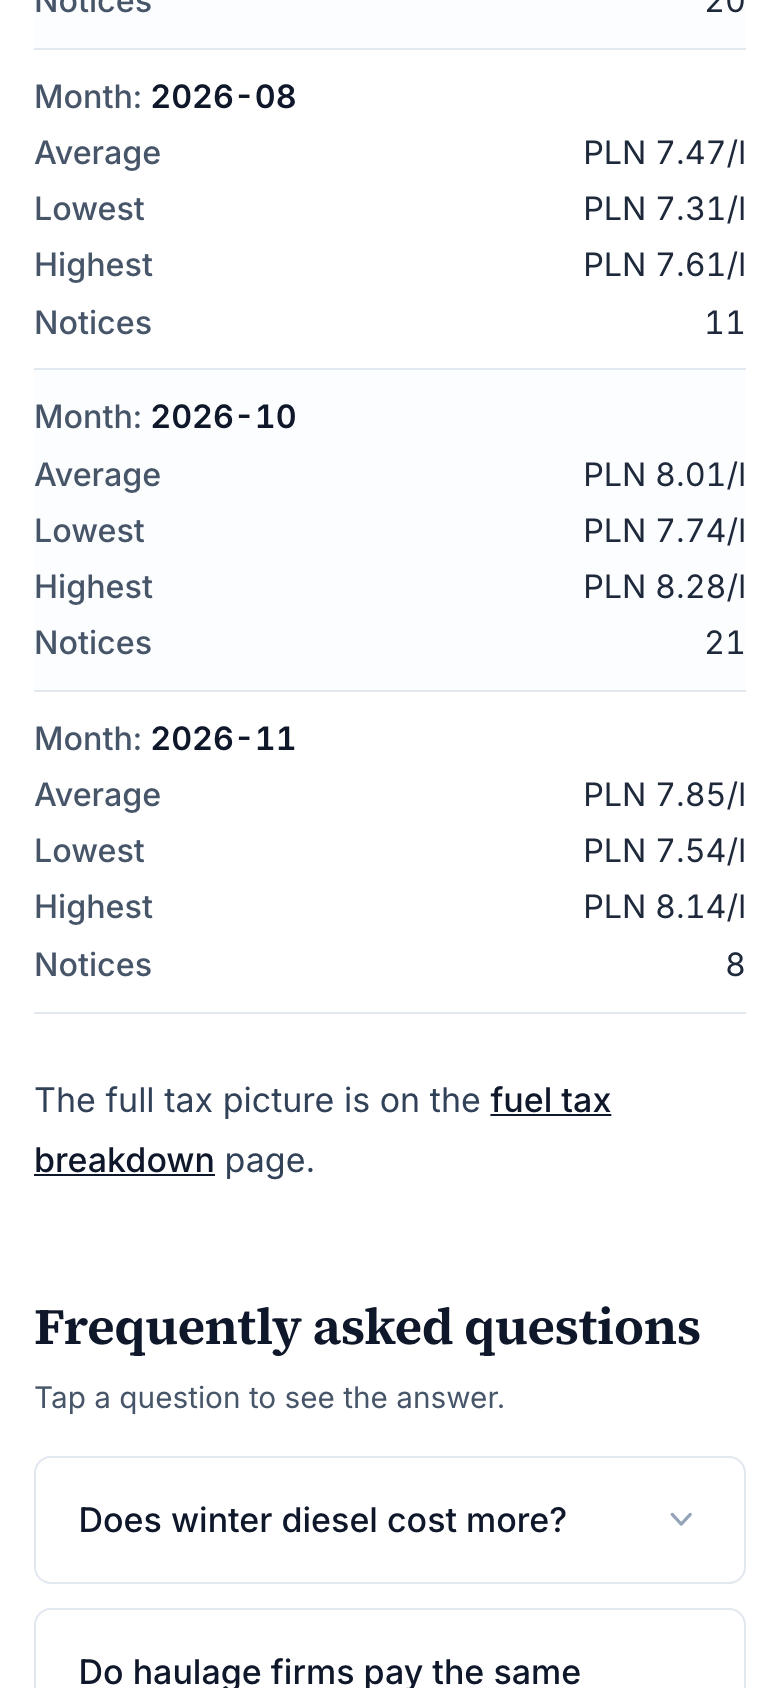 Notices 20
Month: 2026-08
Average PLN 7.47/l
Lowest PLN 7.31/l
Highest PLN 7.61/l
Notices 11
Month: 2026-10
Average PLN 8.01/l
Lowest PLN 7.74/l
Highest PLN 8.28/l
Notices 21
Month: 2026-11
Average PLN 7.85/l
Lowest PLN 7.54/l
Highest PLN 8.14/l
Notices 8
The full tax picture is on the fuel tax
breakdown page.
Frequently asked questions
Tap a question to see the answer.
Does winter diesel cost more?
Do haulage firms pay the same